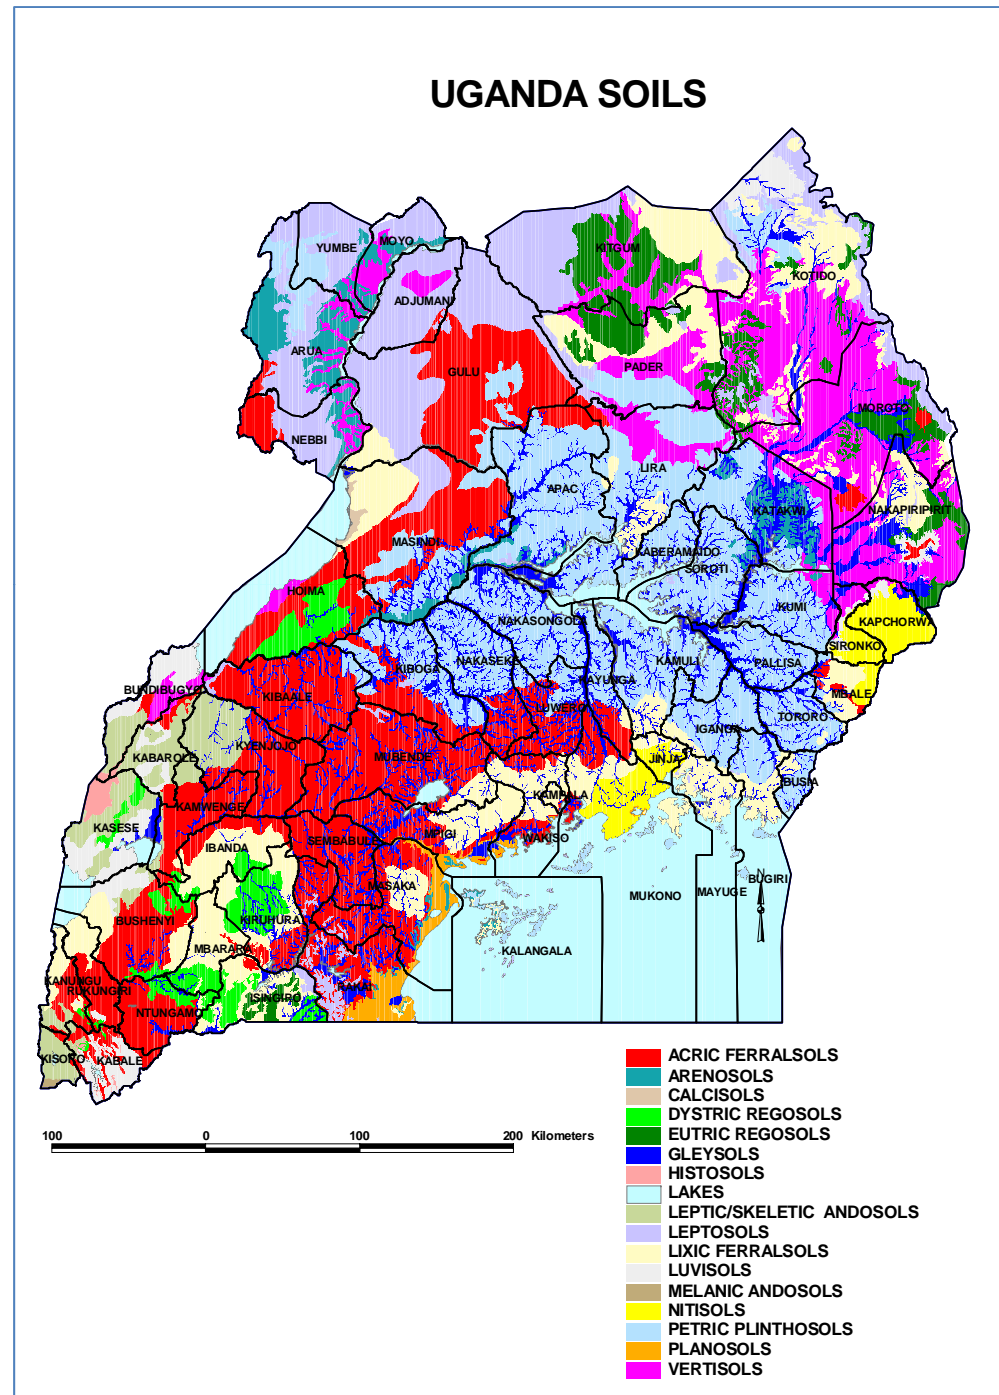 UGANDA SOILS
YUMBE
MOYO
KITGUM
KOTIDO
ADJUMANI
ARUA
GULU
PADER
MOROTO
NEBBI
LIRA
APAC
KATAKWI
NAKAPIRIPIRIT
MASINDI
KABERAMAIDO
SOROTI
HOIMA
KUMI
NAKASONGOLA
KAPCHORWA
SIRONKO
KIBOGA
NAKASEKE
KAMULI
PALLISA
BUNDIBUGYO
KIBAALE
KAYUNGA
MBALE
LUWERO
TORORO
IGANGA
KYENJOJO
MUBENDE
KABAROLE
JINJA
BUSIA
KAMPALA
KAMWENGE
KASESE
MPIGI
WAKISO
SEMBABULE
IBANDA
MASAKA
BUGIRI
MUKONO
MAYUGE
N
BUSHENYI
KIRUHURA
MBARARA
KALANGALA
KANUNGU
RUKUNGIRI
RAKAI
ISINGIRO
NTUNGAMO
KISORO
KABALE
ACRIC FERRALSOLS
ARENOSOLS
CALCISOLS
DYSTRIC REGOSOLS
EUTRIC REGOSOLS
GLEYSOLS
HISTOSOLS
LAKES
LEPTIC/SKELETIC ANDOSOLS
LEPTOSOLS
LIXIC FERRALSOLS
LUVISOLS
MELANIC ANDOSOLS
NITISOLS
PETRIC PLINTHOSOLS
PLANOSOLS
VERTISOLS
100 0 100 200 Kilometers